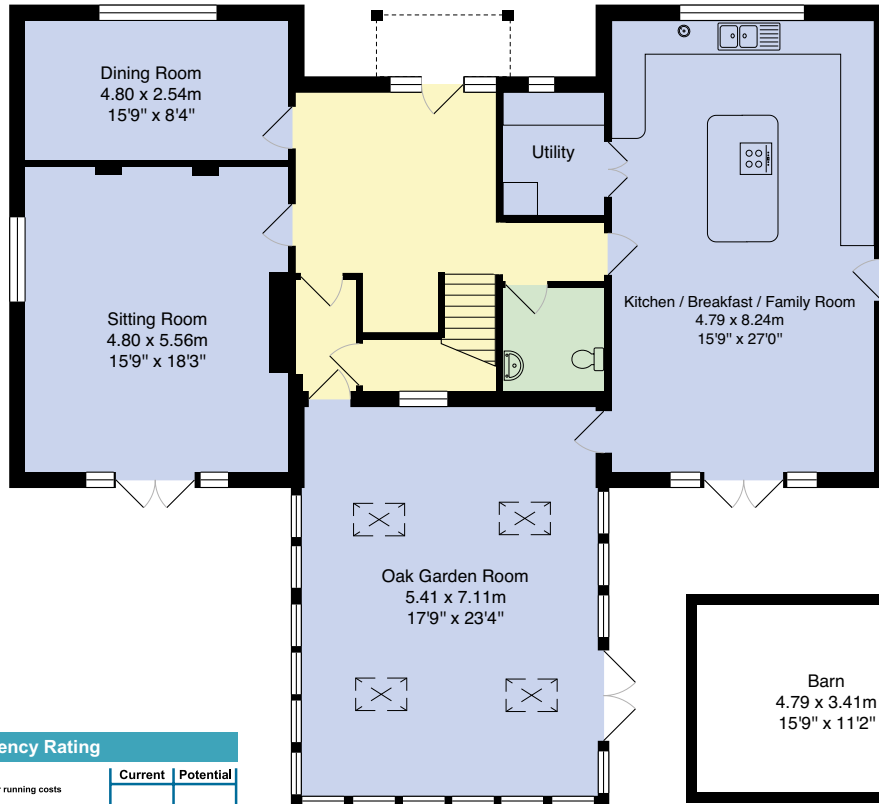 Dining Room
4.80 x 2.54m
15'9" x 8'4"
Utility
Kitchen / Breakfast / Family Room
4.79 x 8.24m
15'9" x 27'0"
Sitting Room
4.80 x 5.56m
15'9" x 18'3"
Oak Garden Room
5.41 x 7.11m
17'9" x 23'4"
Barn
4.79 x 3.41m
15'9" x 11'2"
ency Rating
Current Potential
running costs